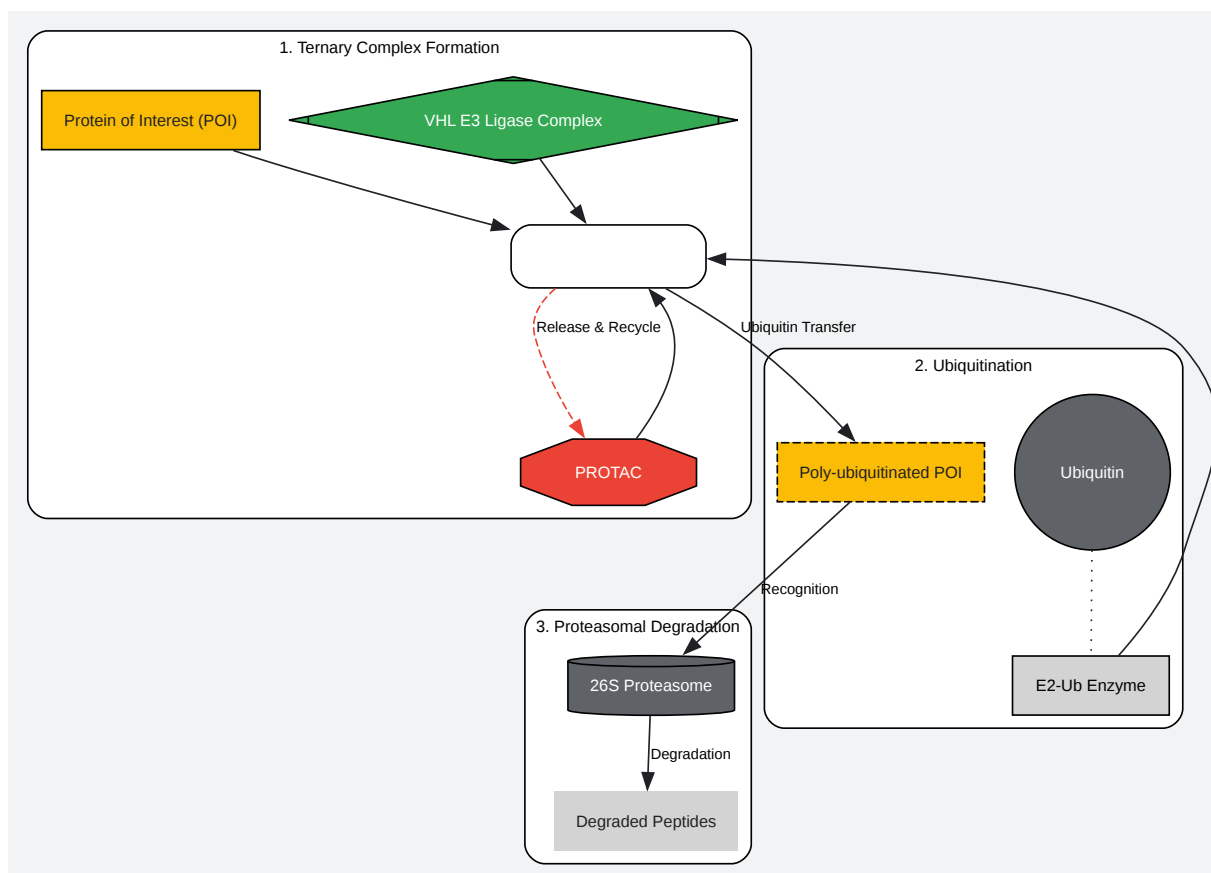 1. Ternary Complex Formation
Protein of Interest (POI)
VHL E3 Ligase Complex
Release & Recycle
Ubiquitin Transfer
PROTAC
2. Ubiquitination
Poly-ubiquitinated POI
Ubiquitin
Recognition
E2-Ub Enzyme
3. Proteasomal Degradation
26S Proteasome
Degradation
Degraded Peptides